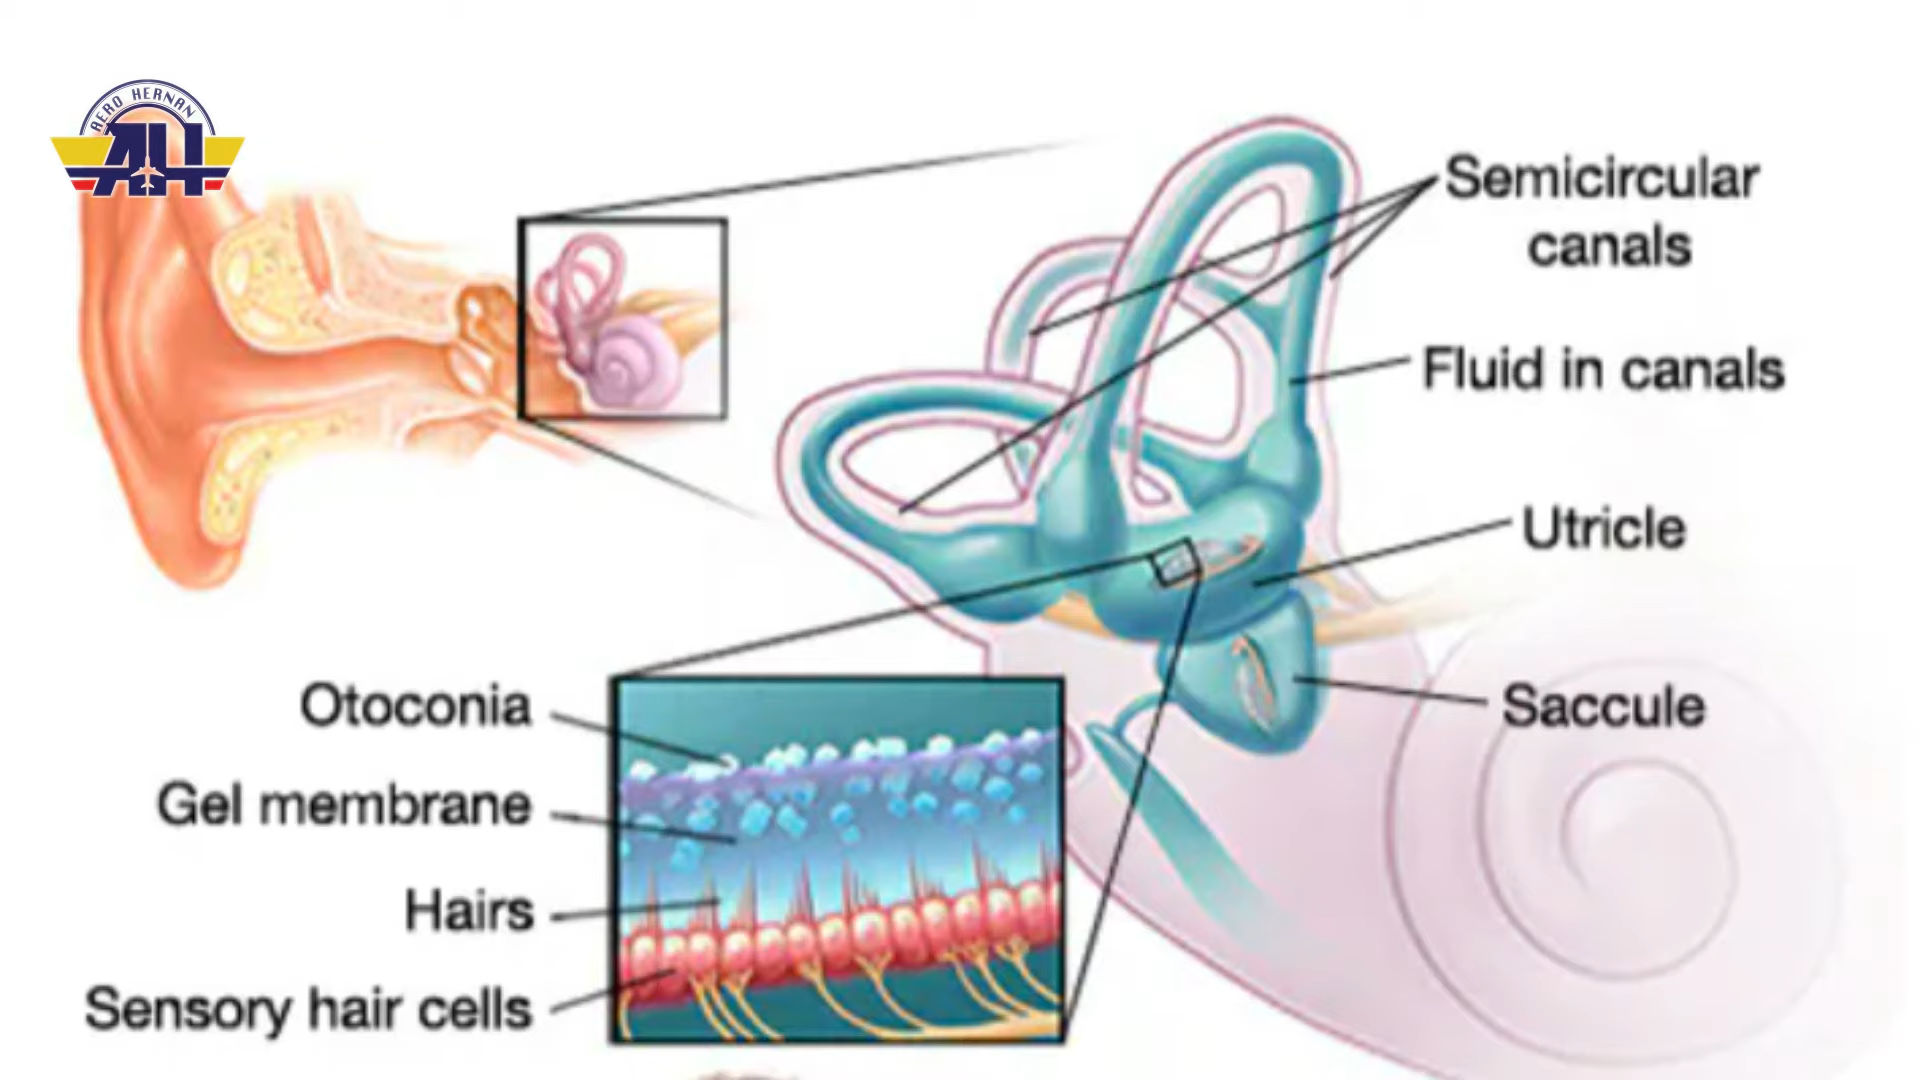 AERO HERNAN
AH
Semicircular
canals
Fluid in canals
Utricle
Saccule
Otoconia
Gel membrane
Hairs
Sensory hair cells